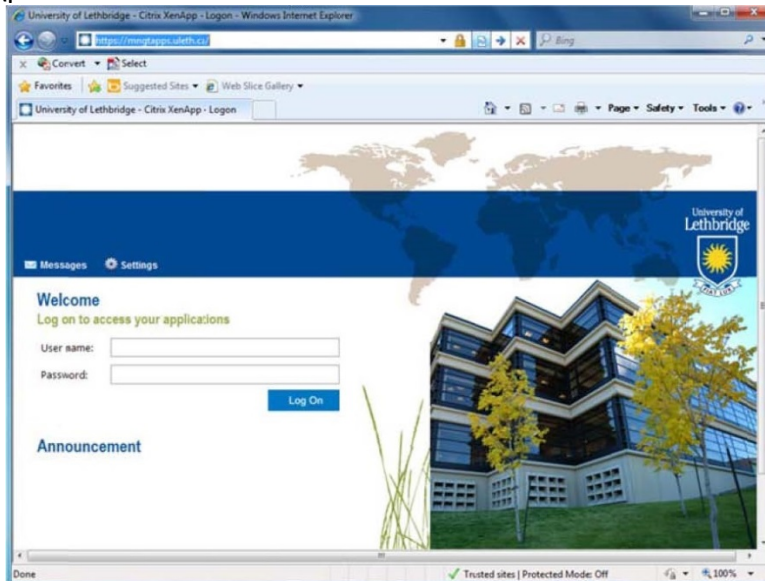 University of Lethbridge - Citrix XenApp - Logon - Windows Internet Explorer
https://mngtapps.uleth.ca/
Bing
x Convert Select
Favorites Suggested Sites Web Slice Gallery
University of Lethbridge - Citrix XenApp - Logon Page Safety Tools
University of
Lethbridge
Messages Settings
FIAT LUX
Welcome
Log on to access your applications
User name:
Password:
Log On
Announcement
Done Trusted sites | Protected Mode: Off 100%